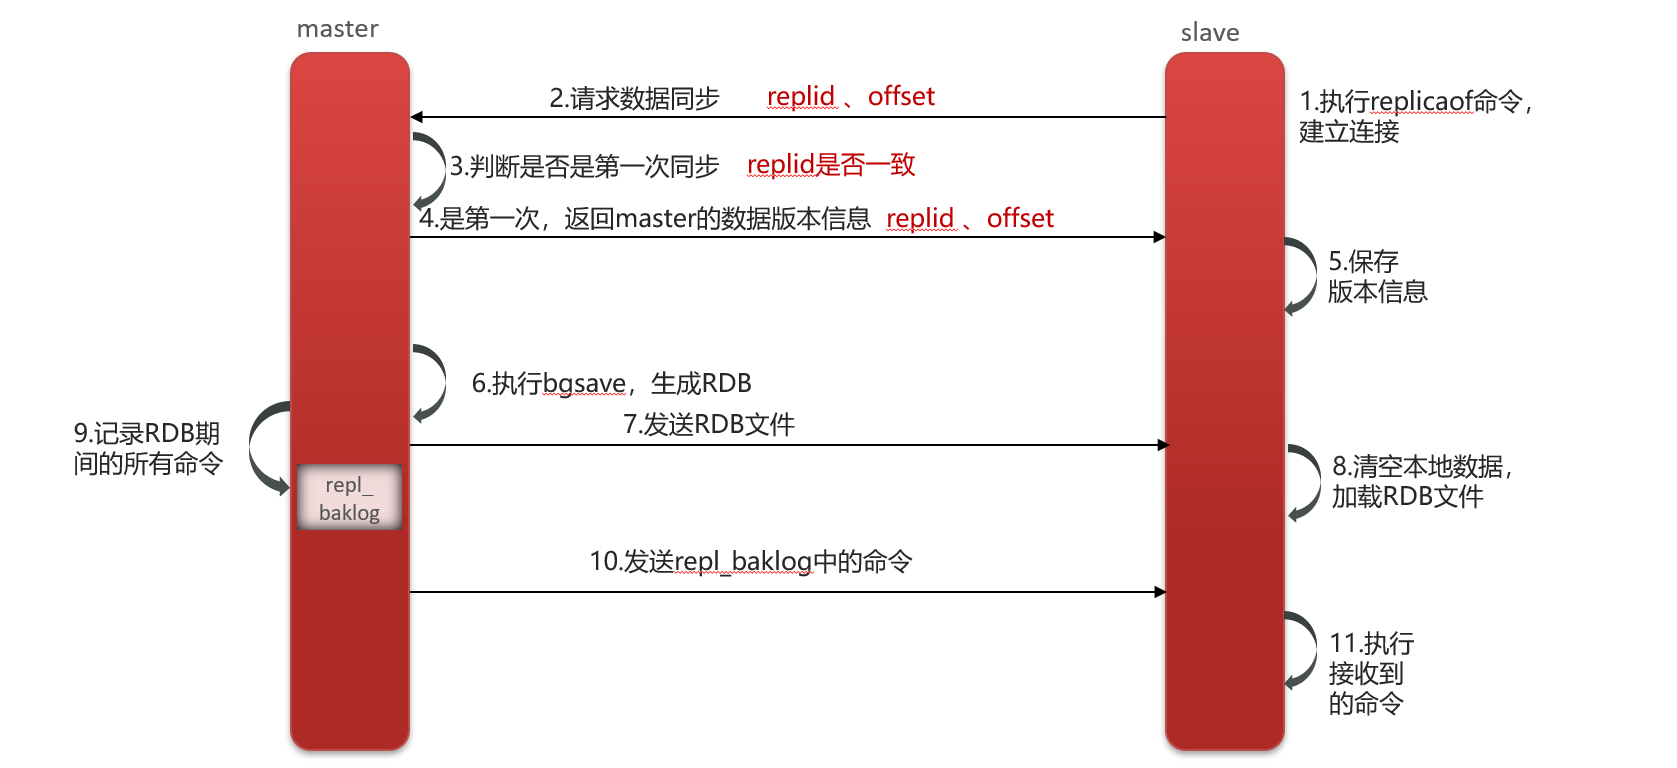 master
slave
1.执行replicaof命令，
建立连接
2.请求数据同步 replid 、offset
3.判断是否是第一次同步 replid是否一致
4.是第一次，返回master的数据版本信息 replid 、offset
5.保存
版本信息
6.执行bgsave，生成RDB
7.发送RDB文件
8.清空本地数据，
加载RDB文件
9.记录RDB期
间的所有命令
repl_
baklog
10.发送repl_baklog中的命令
11.执行
接收到
的命令